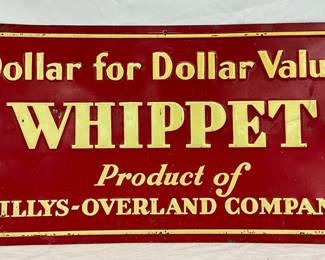 Dollar for Dollar Valu
WHIPPET
Product of
ILLYS-OVERLAND COMPAN